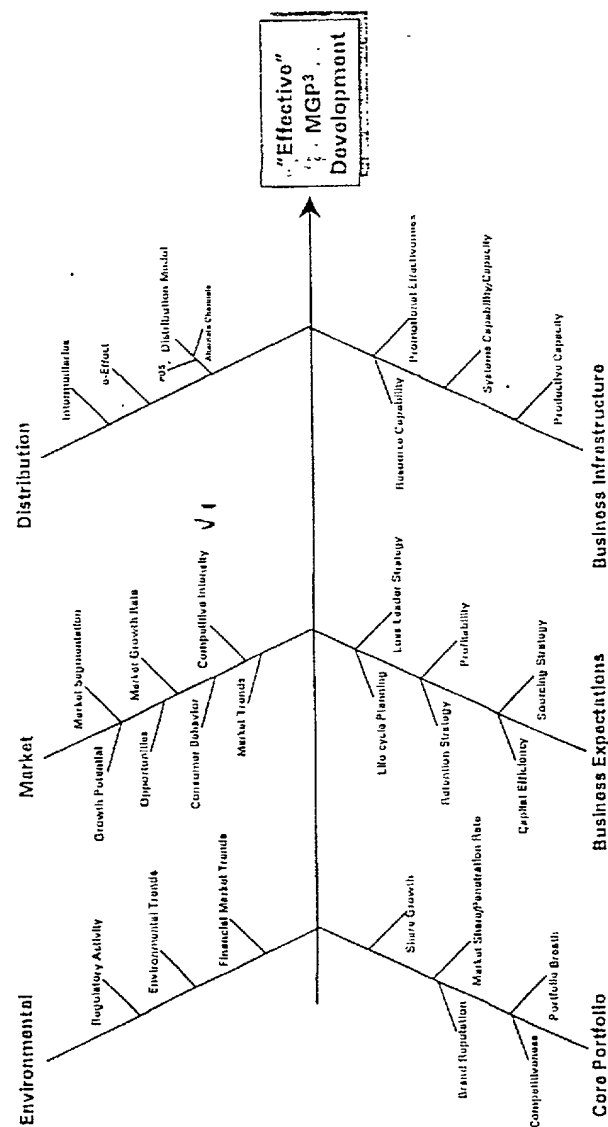 Environmental
Regulatory Activity
Environmental Trends
Financial Market Trends
Market
Market Segmentation
Growth Potential
Market Growth Rate
Opportunities
Consumer Behavior
Competitive Intensity
Market Trends
√1
Distribution
Intermediaries
e-Effect
POS
Distribution Model
Channels
"Effective"
MGP³
Development
Core Portfolio
Share Growth
Market Share/Penetration Rate
Brand Reputation
Portfolio Breath
Competitiveness
Business Expectations
Loss Leader Strategy
Life cycle Planning
Profitability
Retention Strategy
Sourcing Strategy
Capital Efficiency
Business Infrastructure
Promotional Effectiveness
Resource Capability
Systems Capability/Capacity
Productive Capacity